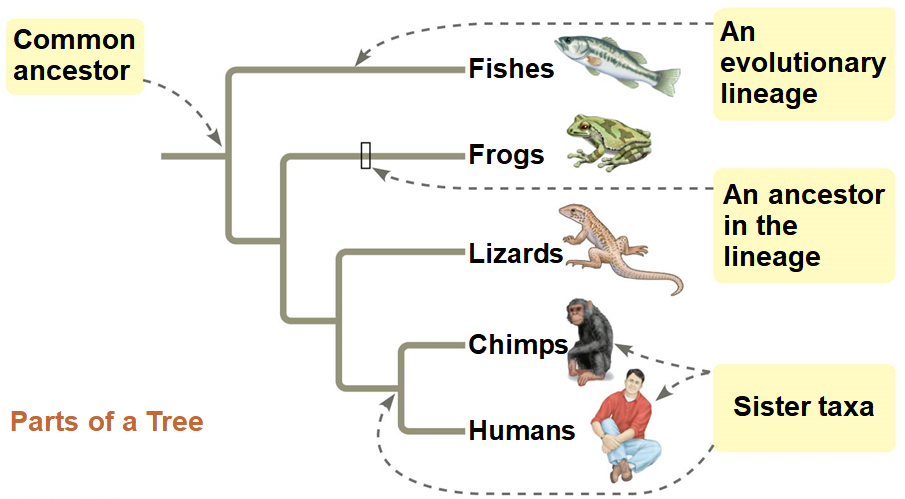 Common
ancestor
An
evolutionary
lineage
Fishes
Frogs
An ancestor
in the
lineage
Lizards
Chimps
Sister taxa
Parts of a Tree
Humans